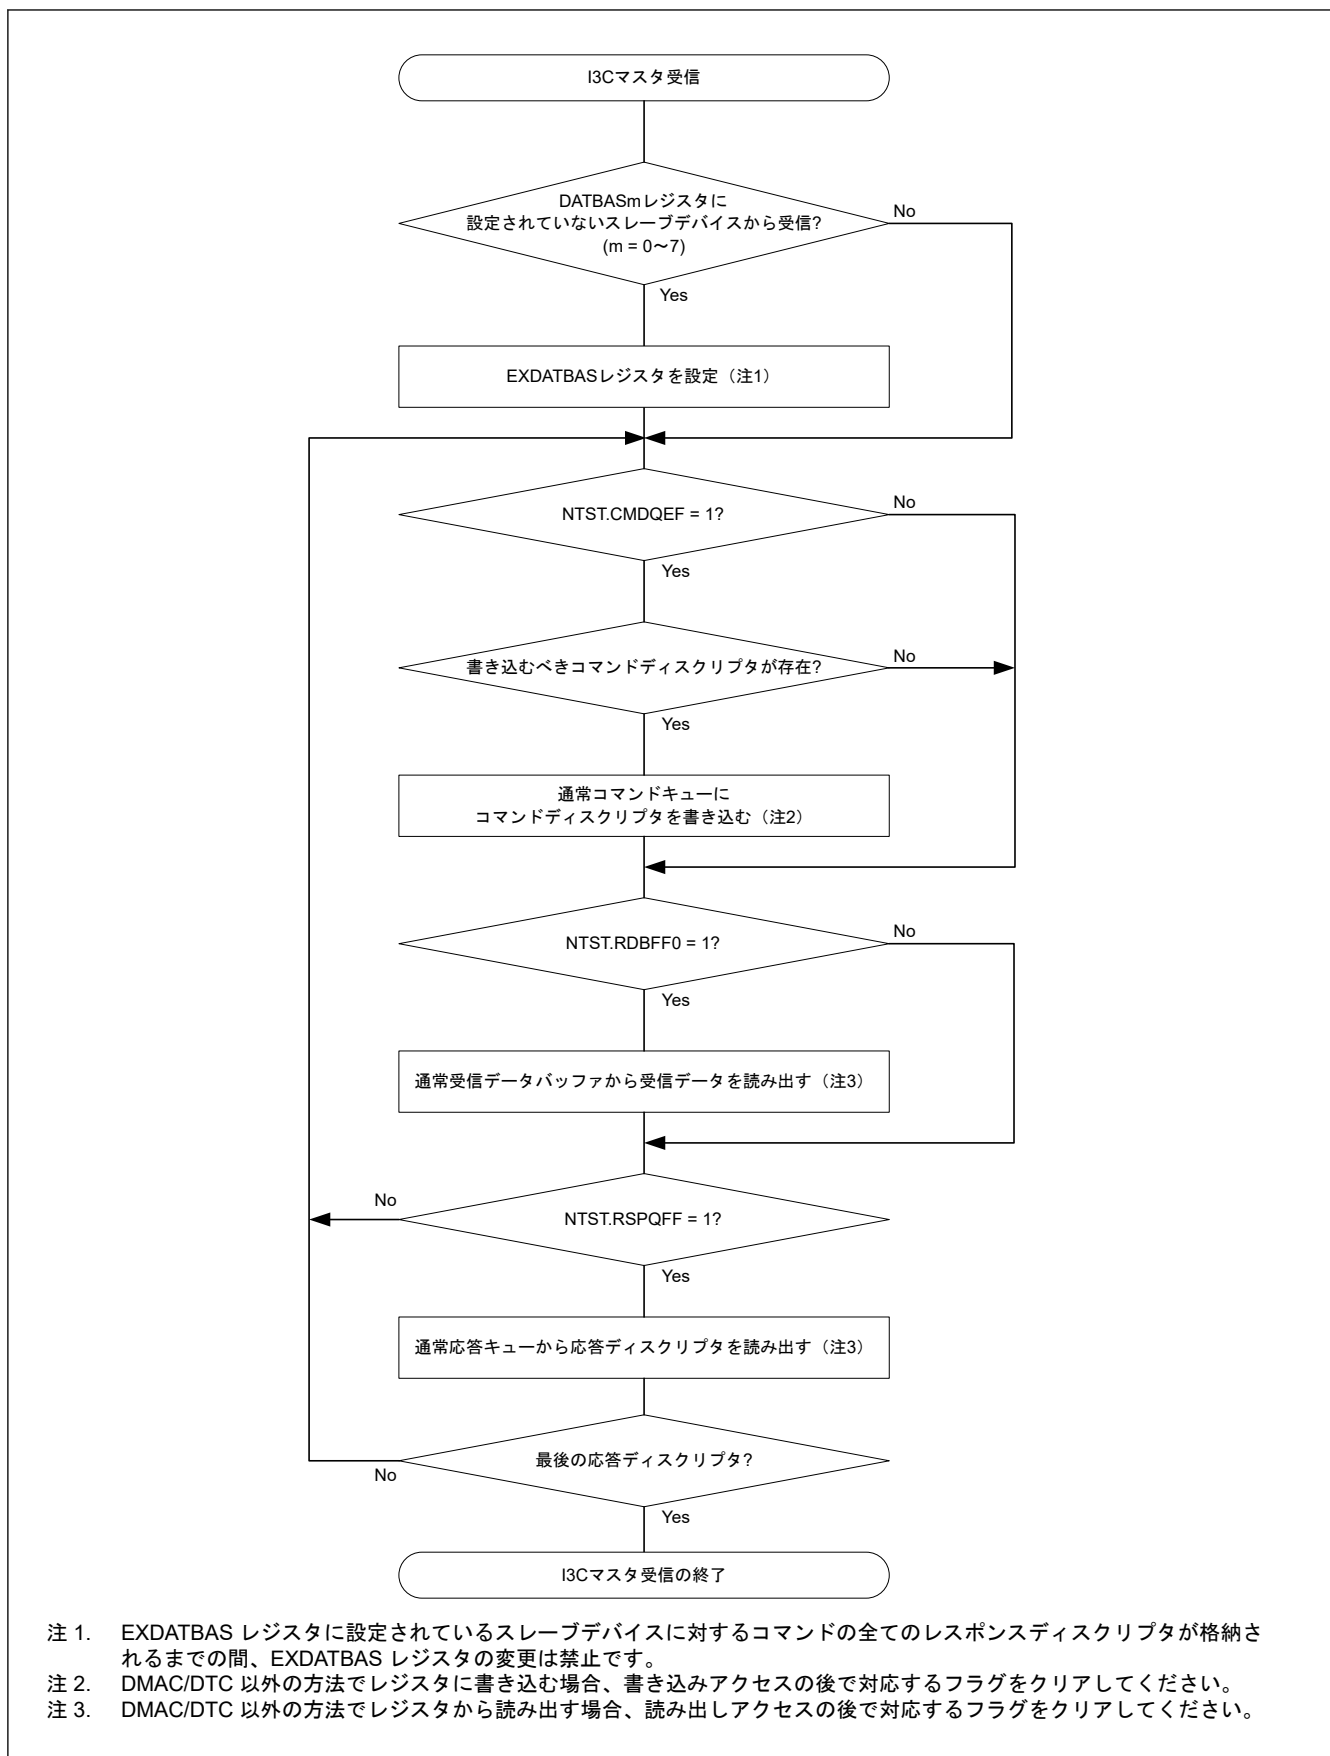 I3Cマスタ受信
DATBASmレジスタに
設定されていないスレーブデバイスから受信?
(m = 0～7)
No
Yes
EXDATBASレジスタを設定（注1）
NTST.CMDQEF = 1?
No
Yes
書き込むべきコマンドディスクリプタが存在?
No
Yes
通常コマンドキューに
コマンドディスクリプタを書き込む（注2）
NTST.RDBFF0 = 1?
No
Yes
通常受信データバッファから受信データを読み出す（注3）
No
NTST.RSPQFF = 1?
Yes
通常応答キューから応答ディスクリプタを読み出す（注3）
最後の応答ディスクリプタ?
No
Yes
I3Cマスタ受信の終了
注 1. EXDATBAS レジスタに設定されているスレーブデバイスに対するコマンドの全てのレスポンスディスクリプタが格納さ
れるまでの間、EXDATBAS レジスタの変更は禁止です。
注 2. DMAC/DTC 以外の方法でレジスタに書き込む場合、書き込みアクセスの後で対応するフラグをクリアしてください。
注 3. DMAC/DTC 以外の方法でレジスタから読み出す場合、読み出しアクセスの後で対応するフラグをクリアしてください。